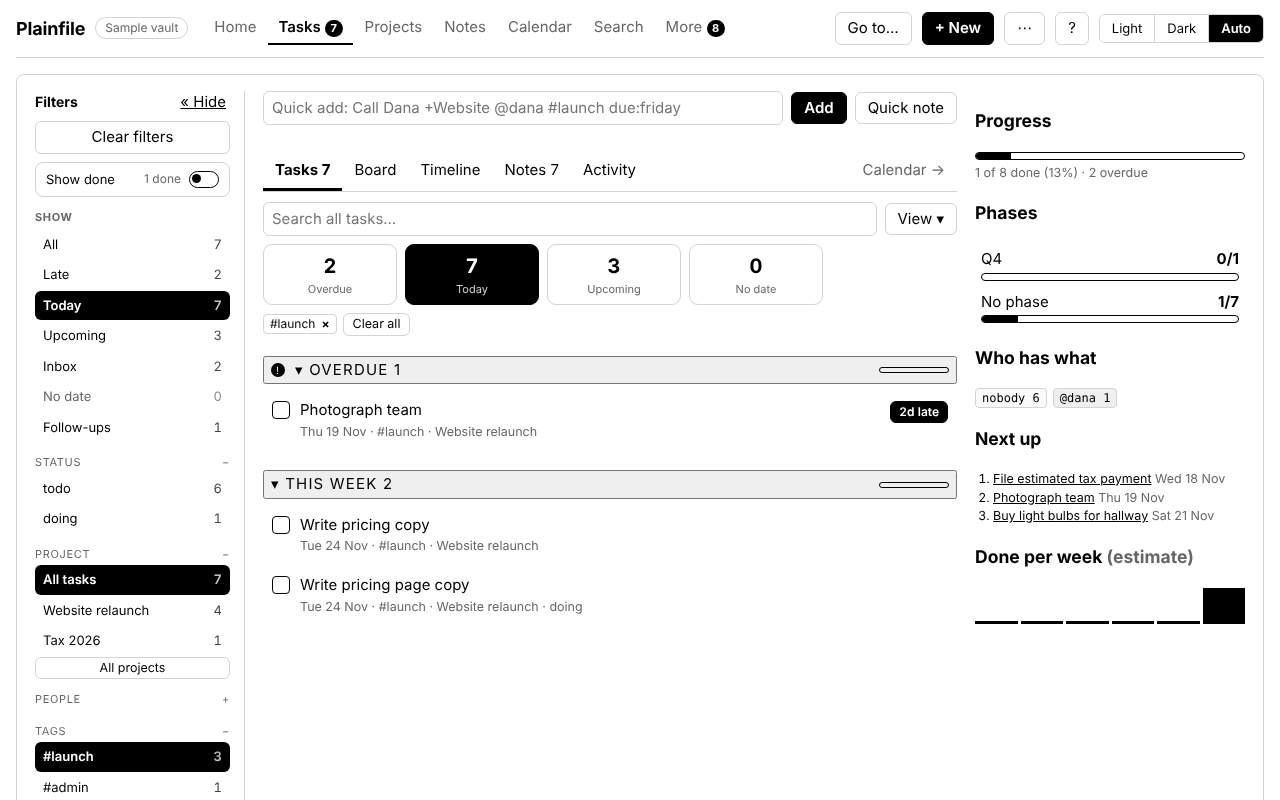 Plainfile Sample vault Home Tasks 7 Projects Notes Calendar Search More 8 Go to... + New ⋯ ? Light Dark Auto
Filters « Hide
Clear filters
Show done 1 done
SHOW
All 7
Late 2
Today 7
Upcoming 3
Inbox 2
No date 0
Follow-ups 1
STATUS −
todo 6
doing 1
PROJECT −
All tasks 7
Website relaunch 4
Tax 2026 1
All projects
PEOPLE +
TAGS −
#launch 3
#admin 1
Quick add: Call Dana +Website @dana #launch due:friday Add Quick note
Tasks 7 Board Timeline Notes 7 Activity Calendar →
Search all tasks... View ▾
2 Overdue
7 Today
3 Upcoming
0 No date
#launch × Clear all
! ▾ OVERDUE 1
Photograph team 2d late
Thu 19 Nov · #launch · Website relaunch
▾ THIS WEEK 2
Write pricing copy
Tue 24 Nov · #launch · Website relaunch
Write pricing page copy
Tue 24 Nov · #launch · Website relaunch · doing
Progress
1 of 8 done (13%) · 2 overdue
Phases
Q4 0/1
No phase 1/7
Who has what
nobody 6 @dana 1
Next up
1. File estimated tax payment Wed 18 Nov
2. Photograph team Thu 19 Nov
3. Buy light bulbs for hallway Sat 21 Nov
Done per week (estimate)